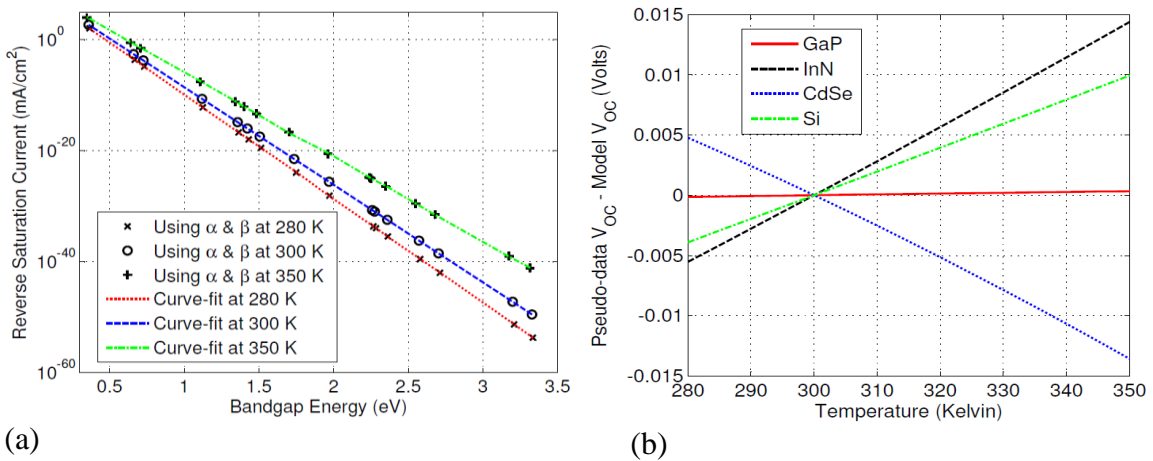 Reverse Saturation Current (mA/cm²)
10⁰
10⁻²⁰
10⁻⁴⁰
10⁻⁶⁰
Using α & β at 280 K
Using α & β at 300 K
Using α & β at 350 K
Curve-fit at 280 K
Curve-fit at 300 K
Curve-fit at 350 K
0.5 1 1.5 2 2.5 3 3.5
Bandgap Energy (eV)
(a)
Pseudo-data V_OC - Model V_OC (Volts)
0.015
0.01
0.005
0
-0.005
-0.01
-0.015
GaP
InN
CdSe
Si
280 290 300 310 320 330 340 350
Temperature (Kelvin)
(b)